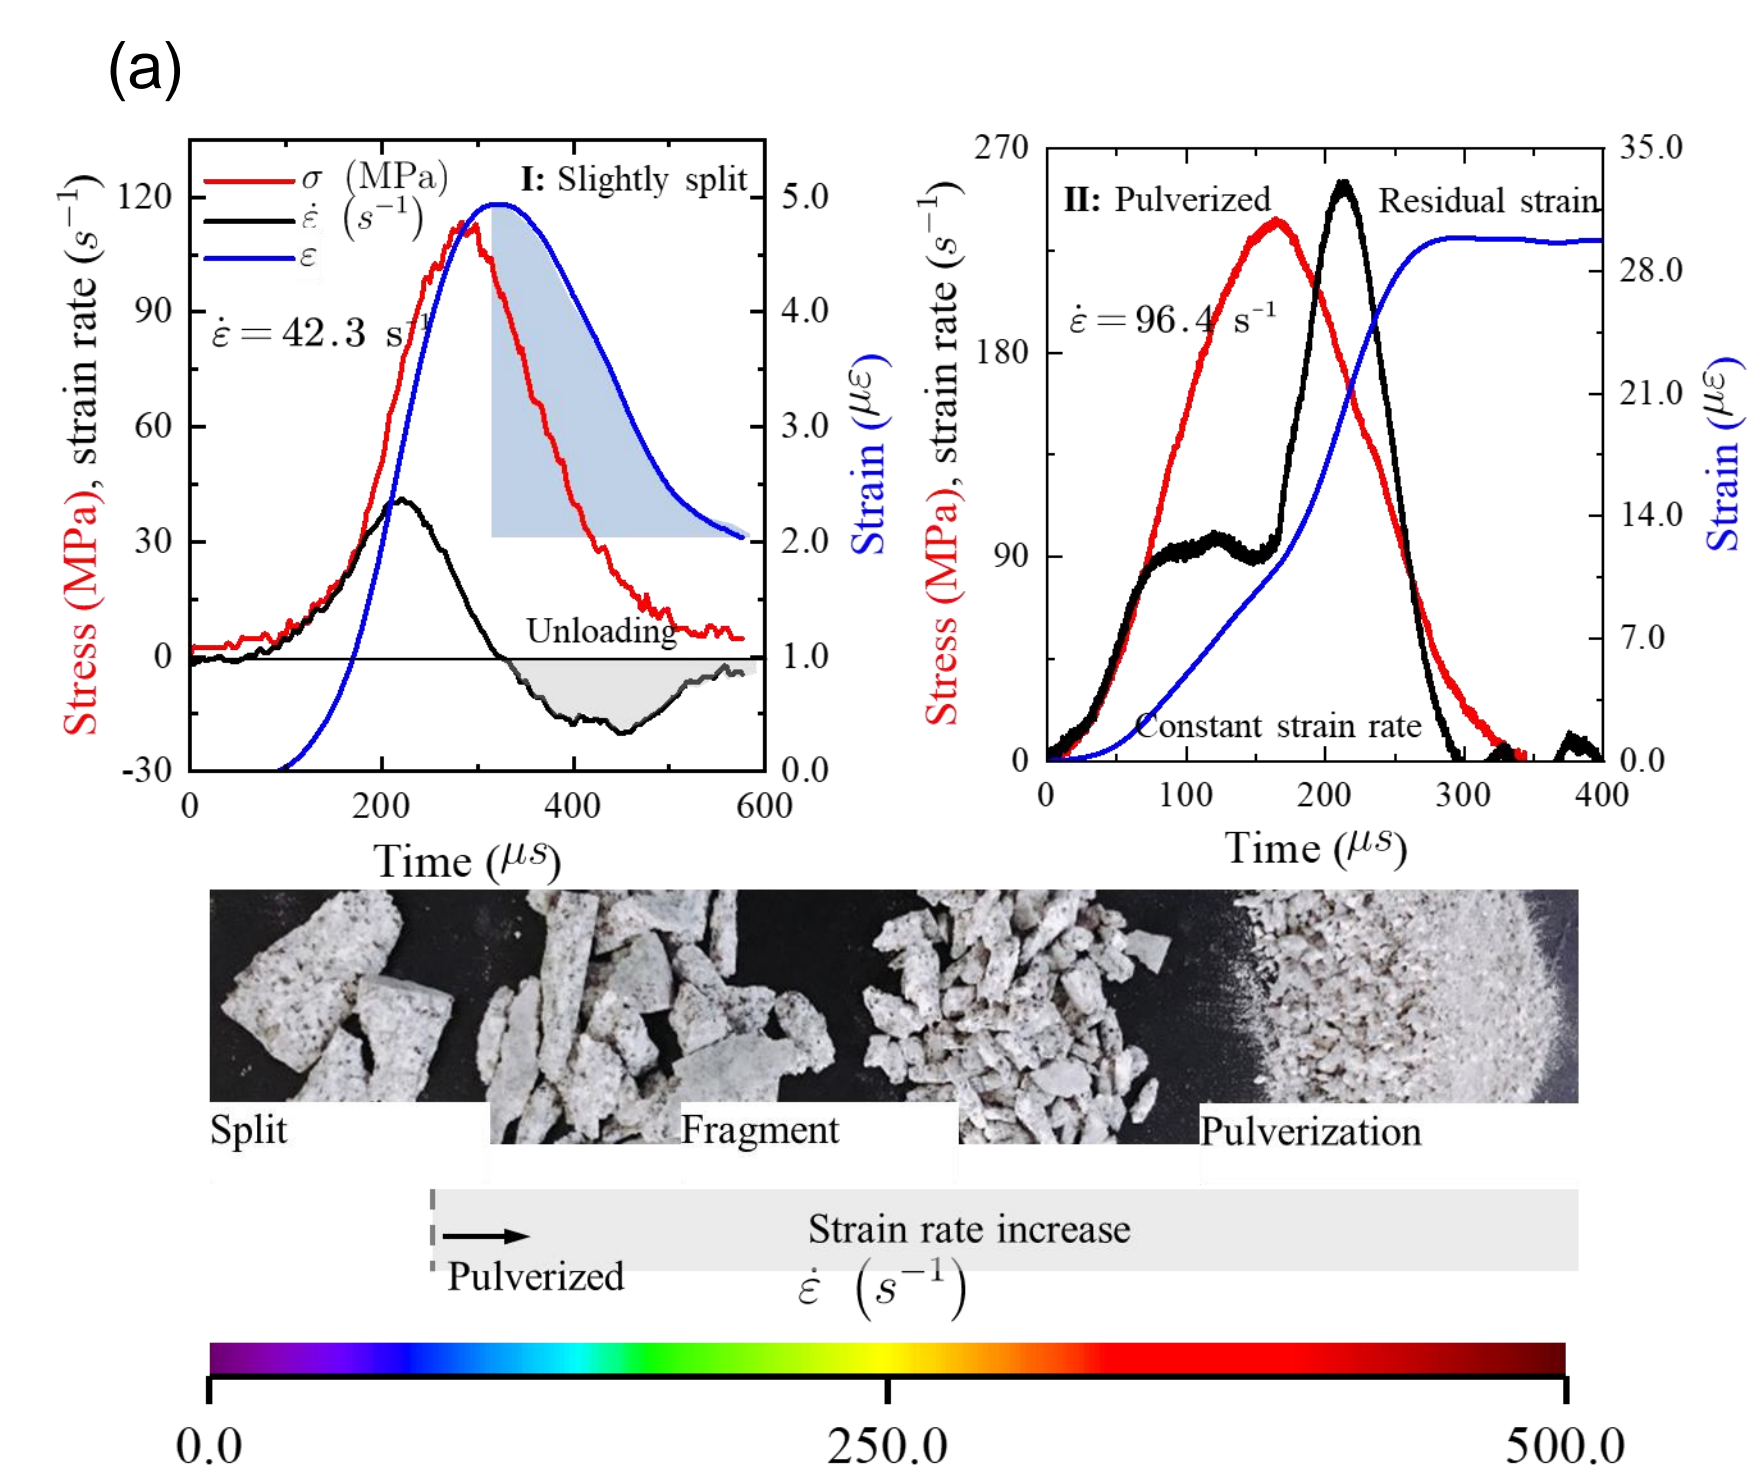 (a)
σ (MPa)
ε̇ (s⁻¹)
ε
I: Slightly split
ε̇ = 42.3 s⁻¹
Unloading
120
90
60
30
0
-30
5.0
4.0
3.0
2.0
1.0
0.0
0 200 400 600
Time (μs)
Stress (MPa), strain rate (s⁻¹)
Strain (με)
II: Pulverized
Residual strain
ε̇ = 96.4 s⁻¹
Constant strain rate
270
180
90
0
35.0
28.0
21.0
14.0
7.0
0.0
0 100 200 300 400
Time (μs)
Stress (MPa), strain rate (s⁻¹)
Strain (με)
Split
Fragment
Pulverization
Strain rate increase
Pulverized
ε̇ (s⁻¹)
0.0 250.0 500.0